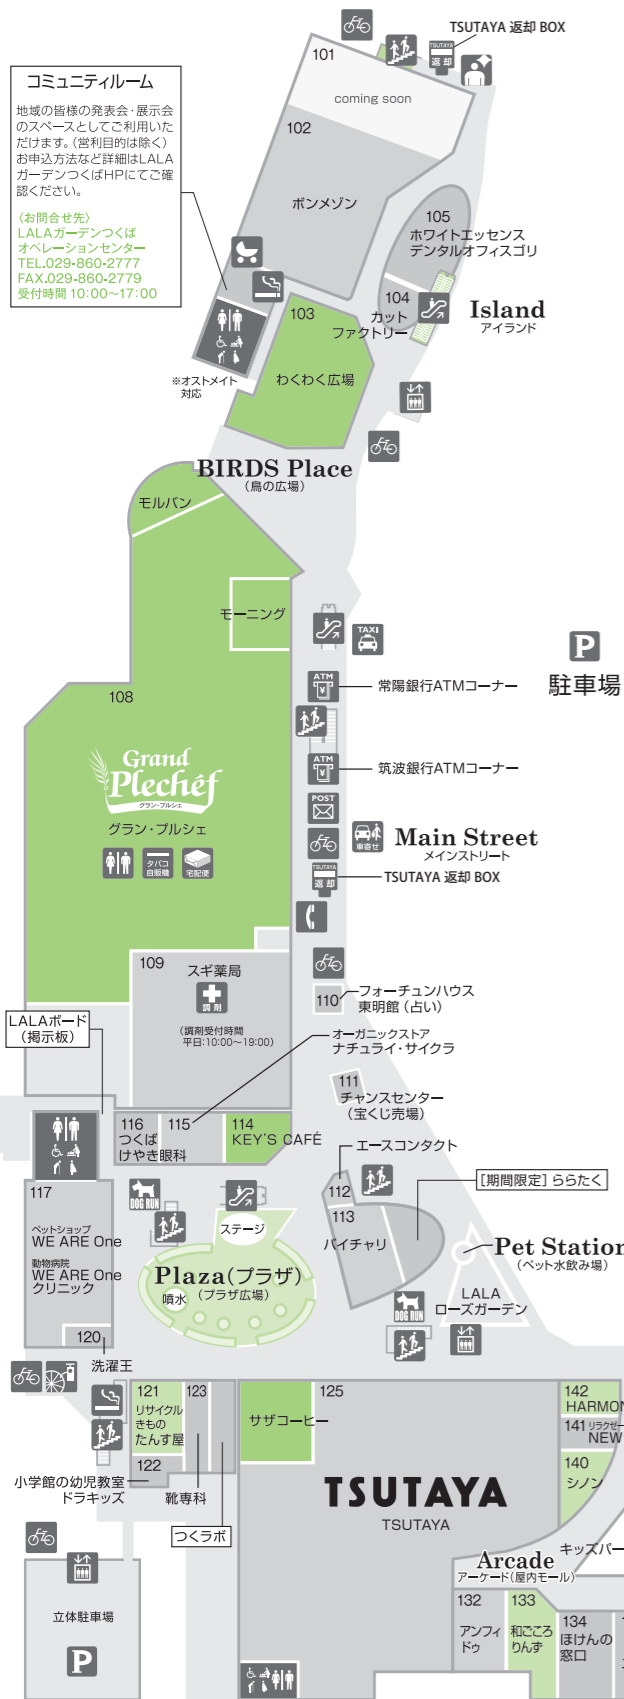 TSUTAYA 返却 BOX
TSUTAYA
返却
101
coming soon
コミュニティルーム
地域の皆様の発表会・展示会
のスペースとしてご利用いた
だけます。(営利目的は除く)
お申込方法など詳細はLALA
ガーデンつくばHPにてご確
認ください。
〈お問合せ先〉
LALAガーデンつくば
オペレーションセンター
TEL.029-860-2777
FAX.029-860-2779
受付時間 10:00〜17:00
102
ボンメゾン
105
ホワイトエッセンス
デンタルオフィスゴリ
104
カット
ファクトリー
Island
アイランド
103
わくわく広場
※オストメイト
対応
BIRDS Place
(鳥の広場)
モルバン
モーニング
TAXI
P
駐車場
108
ATM
常陽銀行ATMコーナー
Grand
Plechéf
グラン・プルシェ
グラン・プルシェ
タバコ
自販機
宅配便
ATM
筑波銀行ATMコーナー
POST
車寄せ
Main Street
メインストリート
TSUTAYA
返却
TSUTAYA 返却 BOX
109
スギ薬局
調剤
(調剤受付時間
平日:10:00〜19:00)
110
フォーチュンハウス
東明館 (占い)
LALAボード
(掲示板)
オーガニックストア
ナチュライ・サイクラ
111
チャンスセンター
(宝くじ売場)
116
つくば
けやき眼科
115
114
KEY'S CAFÉ
エースコンタクト
112
[期間限定] ららたく
113
バイチャリ
117
ペットショップ
WE ARE One
動物病院
WE ARE One
クリニック
DOG RUN
ステージ
Plaza(プラザ)
(プラザ広場)
噴水
Pet Station
(ペット水飲み場)
LALA
ローズガーデン
DOG RUN
120
洗濯王
121
リサイクル
きもの
たんす屋
122
123
小学館の幼児教室
ドラキッズ
靴専科
つくラボ
サザコーヒー
125
TSUTAYA
TSUTAYA
142
HARMON
141
NEW
140
シノン
Arcade
アーケード(屋内モール)
キッズパー
132
アンフィ
ドゥ
133
和ごころ
りんず
134
ほけんの
窓口
立体駐車場
P